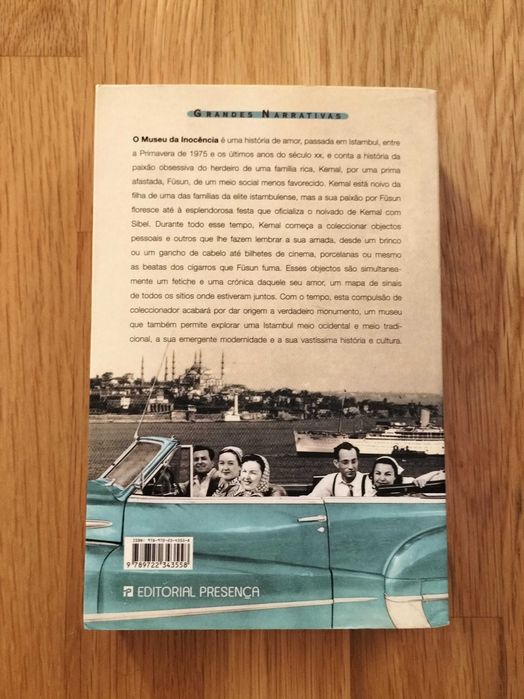 GRANDES NARRATIVAS
O Museu da Inocência é uma história de amor, passada em Istambul, entre
a Primavera de 1975 e os últimos anos do século XX, e conta a história da
paixão obsessiva do herdeiro de uma família rica, Kemal, por uma prima
afastada, Füsun, de um meio social menos favorecido. Kemal está noivo da
filha de uma das famílias da elite istambulense, mas a sua paixão por Füsun
floresce até à esplendorosa festa que oficializa o noivado de Kemal com
Sibel. Durante todo esse tempo, Kemal começa a coleccionar objectos
pessoais e outros que lhe fazem lembrar a sua amada, desde um brinco
ou um gancho de cabelo até bilhetes de cinema, porcelanas ou mesmo
as beatas dos cigarros que Füsun fuma. Esses objectos são simultanea-
mente um fetiche e uma crónica daquele seu amor, um mapa de sinais
de todos os sítios onde estiveram juntos. Com o tempo, esta compulsão de
coleccionador acabará por dar origem a verdadeiro monumento, um museu
que também permite explorar uma Istambul meio ocidental e meio tradi-
cional, a sua emergente modernidade e a sua vastíssima história e cultura.
ISBN: 978-972-23-4355-8
9 789722 343558
EDITORIAL PRESENÇA